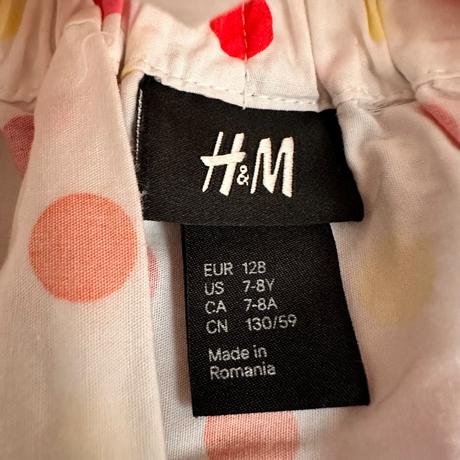 H&M
EUR 128
US 7-8Y
CA 7-8A
CN 130/59
Made in
Romania